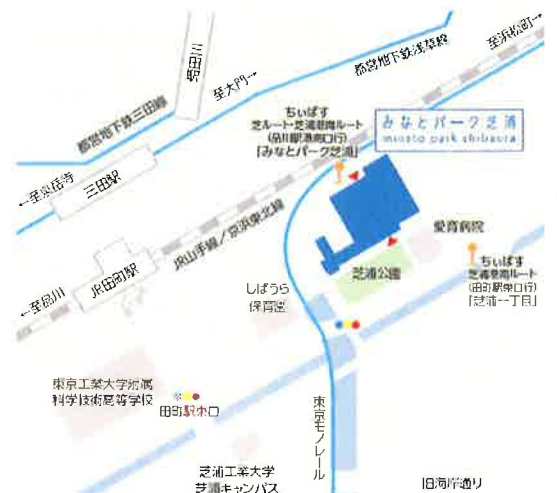 三田駅
都営地下鉄浅草線
至浜松町→
至大門→
都営地下鉄三田線
ちぃばす
芝ルート・芝浦港南ルート
(品川駅港南口行)
「みなとパーク芝浦」
みなとパーク芝浦
minato park shibaura
←至泉岳寺
三田駅
JR山手線/京浜東北線
愛育病院
JR田町駅
←至品川
芝浦公園
ちぃばす
芝浦港南ルート
(田町駅東口行)
「芝浦一丁目」
しばうら
保育園
東京工業大学附属
科学技術高等学校
田町駅東口
東京モノレール
芝浦工業大学
芝浦キャンパス
旧海岸通り